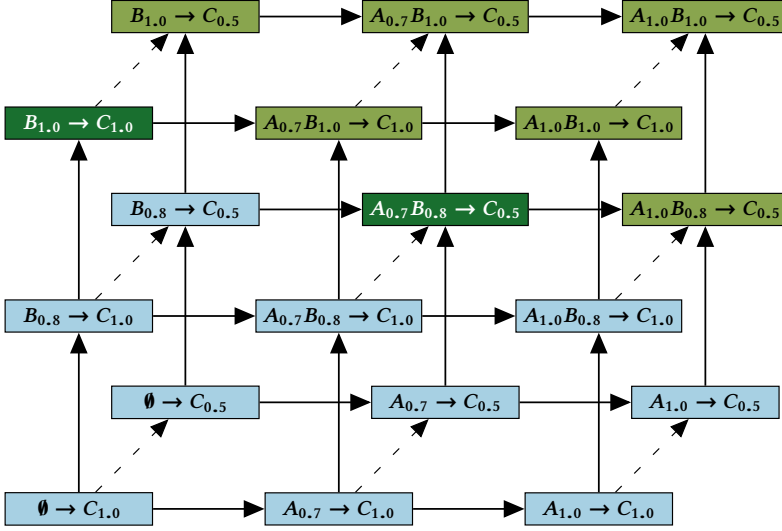 B₁.₀ → C₀.₅ A₀.₇B₁.₀ → C₀.₅ A₁.₀B₁.₀ → C₀.₅
B₁.₀ → C₁.₀ A₀.₇B₁.₀ → C₁.₀ A₁.₀B₁.₀ → C₁.₀
B₀.₈ → C₀.₅ A₀.₇B₀.₈ → C₀.₅ A₁.₀B₀.₈ → C₀.₅
B₀.₈ → C₁.₀ A₀.₇B₀.₈ → C₁.₀ A₁.₀B₀.₈ → C₁.₀
∅ → C₀.₅ A₀.₇ → C₀.₅ A₁.₀ → C₀.₅
∅ → C₁.₀ A₀.₇ → C₁.₀ A₁.₀ → C₁.₀